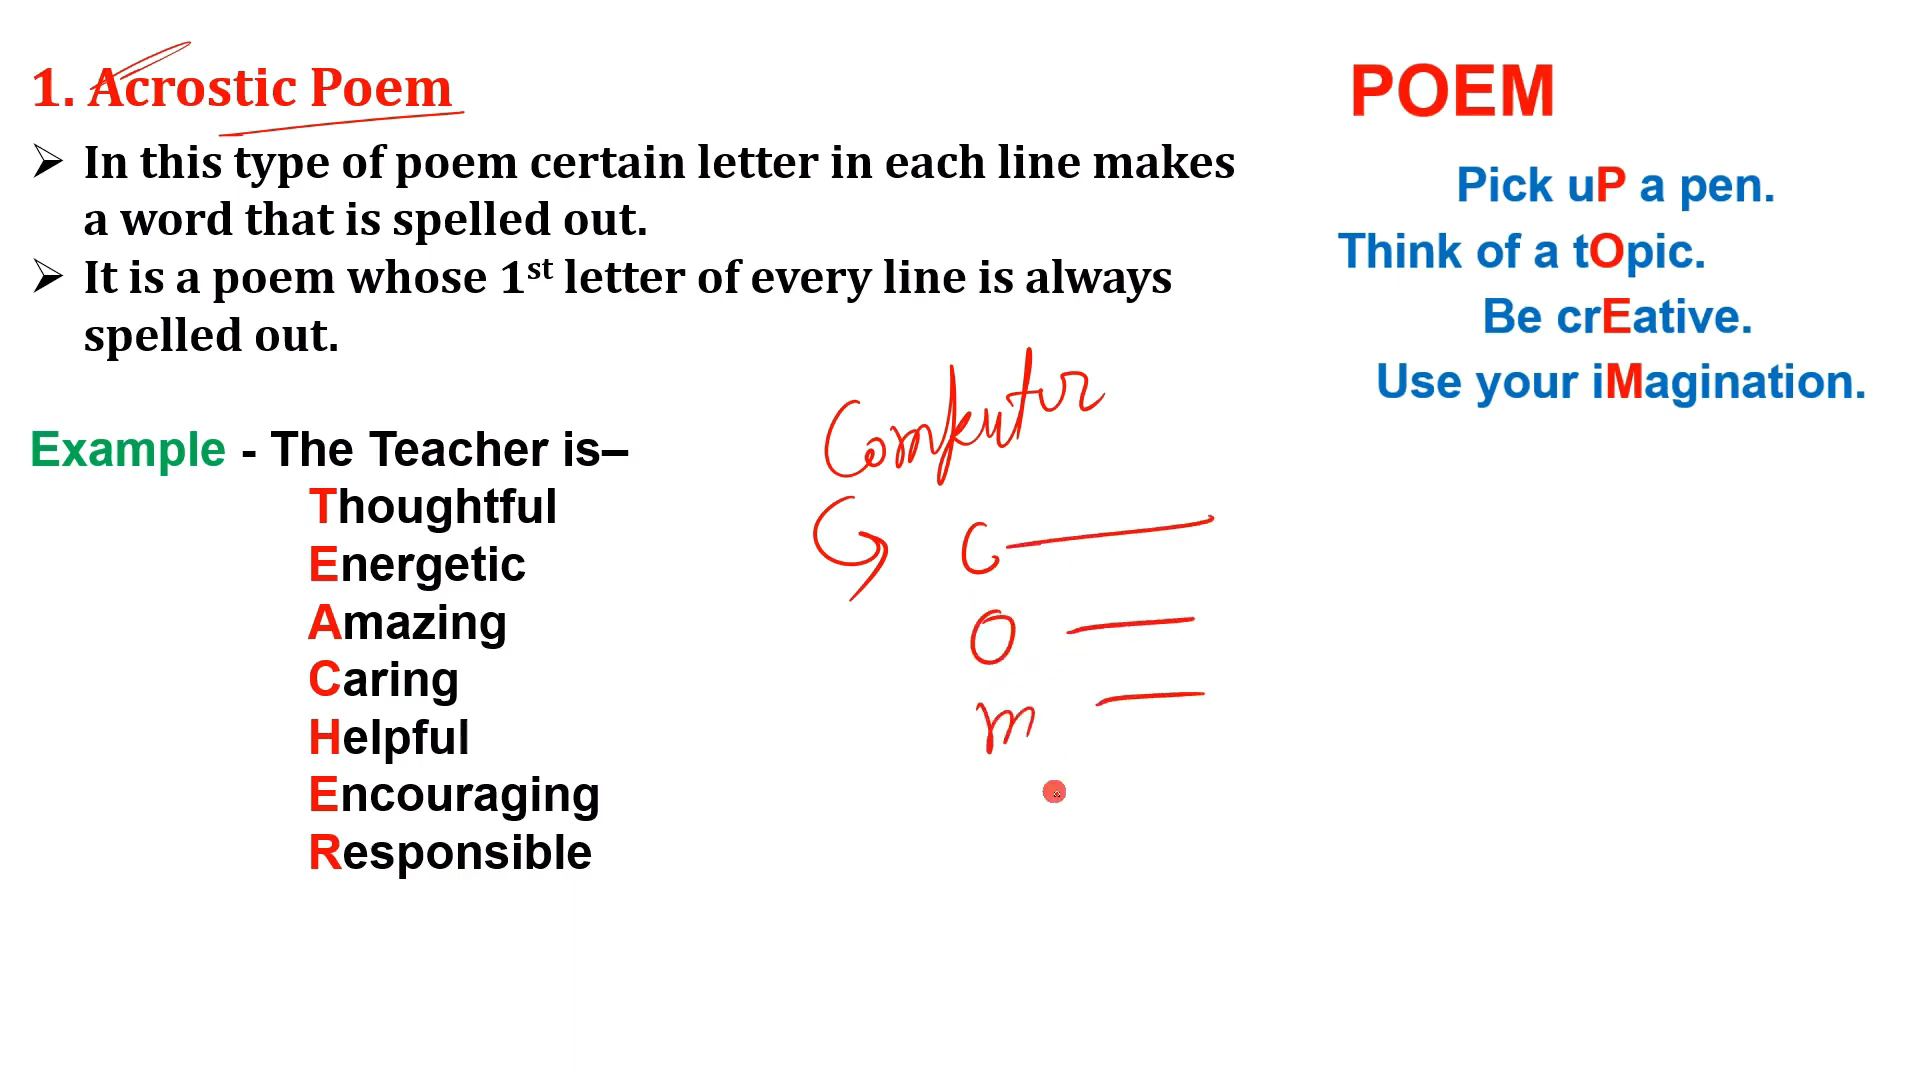 1. Acrostic Poem
➢ In this type of poem certain letter in each line makes
a word that is spelled out.
➢ It is a poem whose 1st letter of every line is always
spelled out.
Example - The Teacher is–
Thoughtful
Energetic
Amazing
Caring
Helpful
Encouraging
Responsible
Computor
C
O
m
POEM
Pick uP a pen.
Think of a tOpic.
Be crEative.
Use your iMagination.